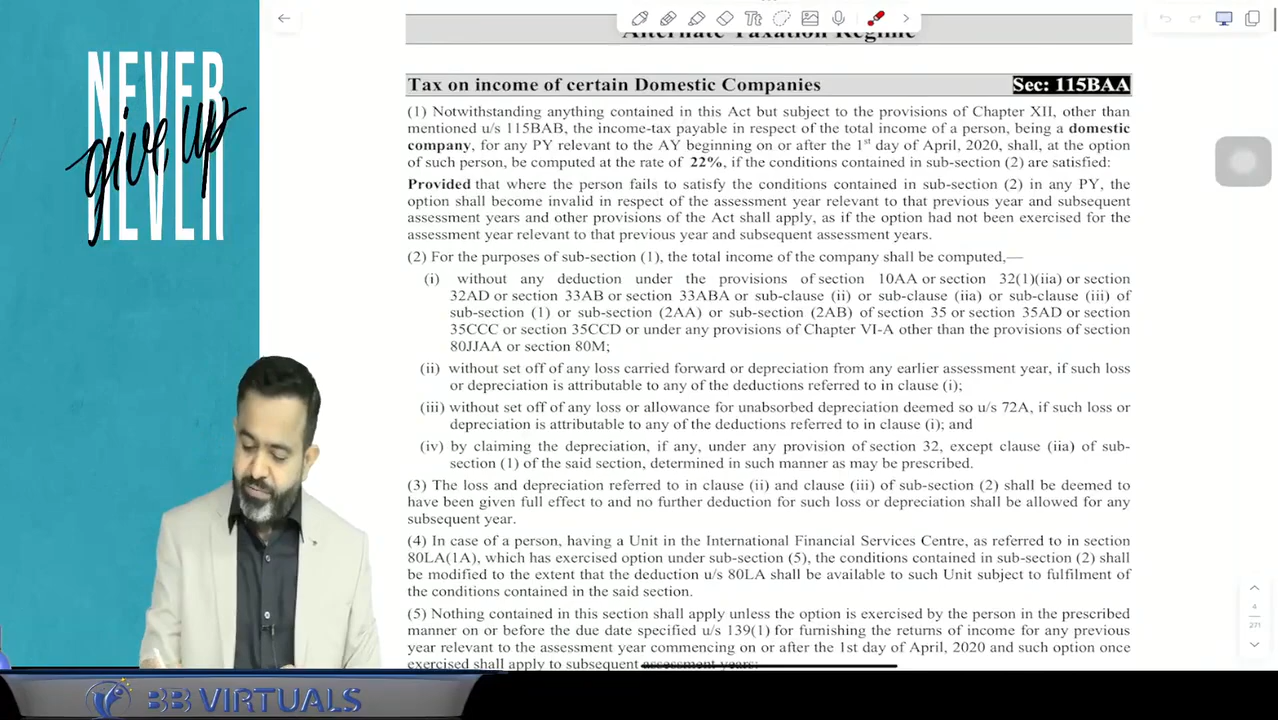 NEVER
give up
NEVER
Alternate Taxation Regime
Tax on income of certain Domestic Companies Sec: 115BAA
(1) Notwithstanding anything contained in this Act but subject to the provisions of Chapter XII, other than
mentioned u/s 115BAB, the income-tax payable in respect of the total income of a person, being a domestic
company, for any PY relevant to the AY beginning on or after the 1st day of April, 2020, shall, at the option
of such person, be computed at the rate of 22%, if the conditions contained in sub-section (2) are satisfied:
Provided that where the person fails to satisfy the conditions contained in sub-section (2) in any PY, the
option shall become invalid in respect of the assessment year relevant to that previous year and subsequent
assessment years and other provisions of the Act shall apply, as if the option had not been exercised for the
assessment year relevant to that previous year and subsequent assessment years.
(2) For the purposes of sub-section (1), the total income of the company shall be computed,—
(i) without any deduction under the provisions of section 10AA or section 32(1)(iia) or section
32AD or section 33AB or section 33ABA or sub-clause (ii) or sub-clause (iia) or sub-clause (iii) of
sub-section (1) or sub-section (2AA) or sub-section (2AB) of section 35 or section 35AD or section
35CCC or section 35CCD or under any provisions of Chapter VI-A other than the provisions of section
80JJAA or section 80M;
(ii) without set off of any loss carried forward or depreciation from any earlier assessment year, if such loss
or depreciation is attributable to any of the deductions referred to in clause (i);
(iii) without set off of any loss or allowance for unabsorbed depreciation deemed so u/s 72A, if such loss or
depreciation is attributable to any of the deductions referred to in clause (i); and
(iv) by claiming the depreciation, if any, under any provision of section 32, except clause (iia) of sub-
section (1) of the said section, determined in such manner as may be prescribed.
(3) The loss and depreciation referred to in clause (ii) and clause (iii) of sub-section (2) shall be deemed to
have been given full effect to and no further deduction for such loss or depreciation shall be allowed for any
subsequent year.
(4) In case of a person, having a Unit in the International Financial Services Centre, as referred to in section
80LA(1A), which has exercised option under sub-section (5), the conditions contained in sub-section (2) shall
be modified to the extent that the deduction u/s 80LA shall be available to such Unit subject to fulfilment of
the conditions contained in the said section.
(5) Nothing contained in this section shall apply unless the option is exercised by the person in the prescribed
manner on or before the due date specified u/s 139(1) for furnishing the returns of income for any previous
year relevant to the assessment year commencing on or after the 1st day of April, 2020 and such option once
exercised shall apply to subsequent assessment years:
4
271
BB VIRTUALS